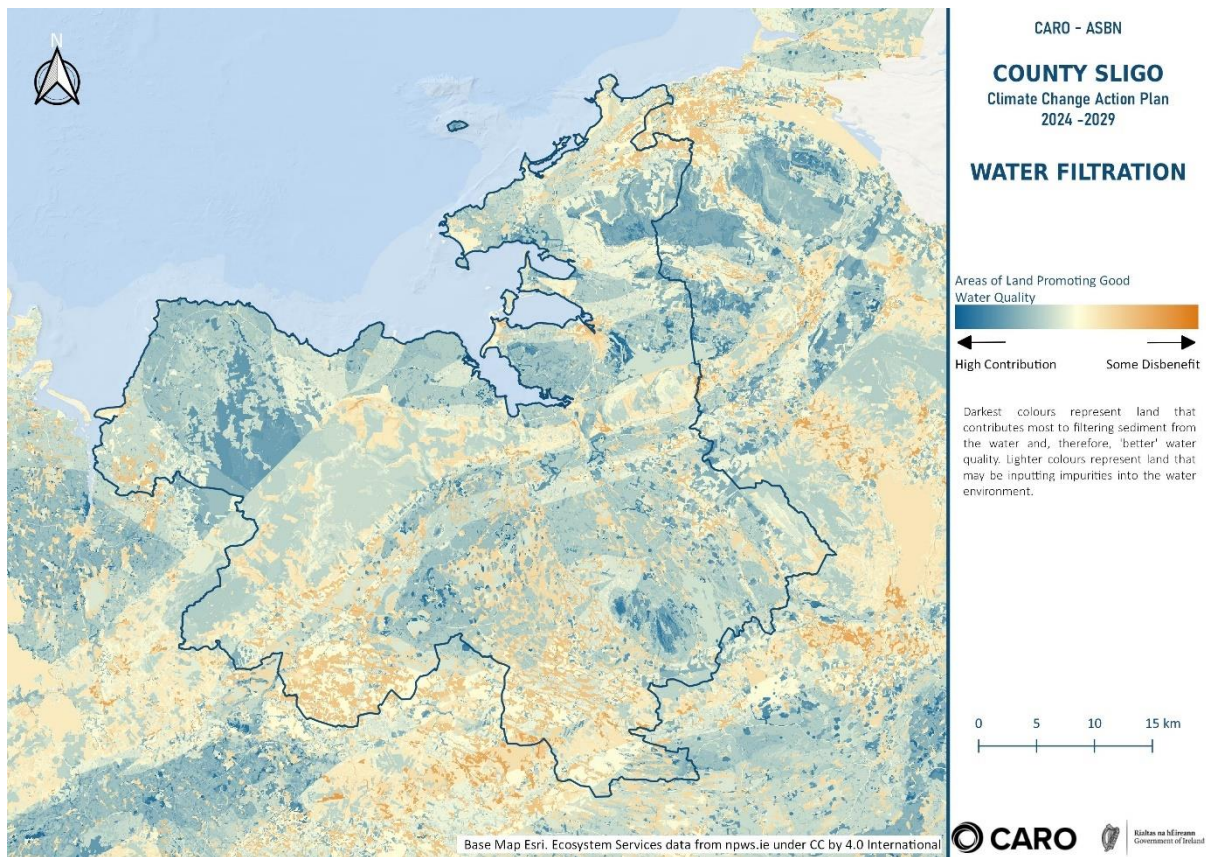 N
CARO - ASBN
COUNTY SLIGO
Climate Change Action Plan
2024 -2029
WATER FILTRATION
Areas of Land Promoting Good
Water Quality
High Contribution Some Disbenefit
Darkest colours represent land that
contributes most to filtering sediment from
the water and, therefore, 'better' water
quality. Lighter colours represent land that
may be inputting impurities into the water
environment.
0 5 10 15 km
Base Map Esri. Ecosystem Services data from npws.ie under CC by 4.0 International
CARO
Rialtas na hÉireann
Government of Ireland